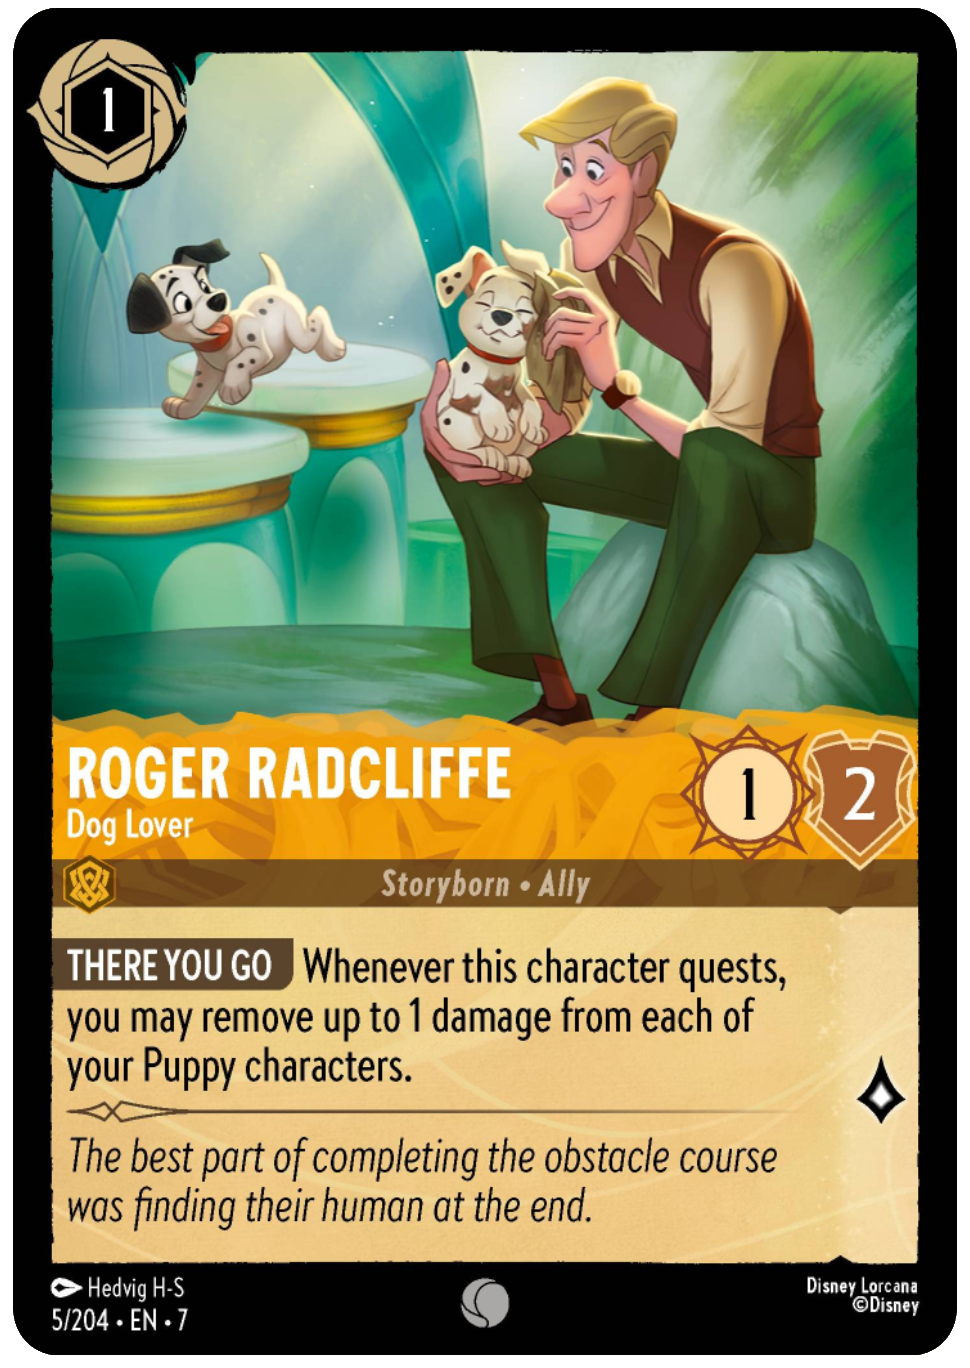 1
ROGER RADCLIFFE
Dog Lover
1
2
Storyborn • Ally
THERE YOU GO Whenever this character quests,
you may remove up to 1 damage from each of
your Puppy characters.
The best part of completing the obstacle course
was finding their human at the end.
Hedvig H-S
5/204 • EN • 7
Disney Lorcana
©Disney